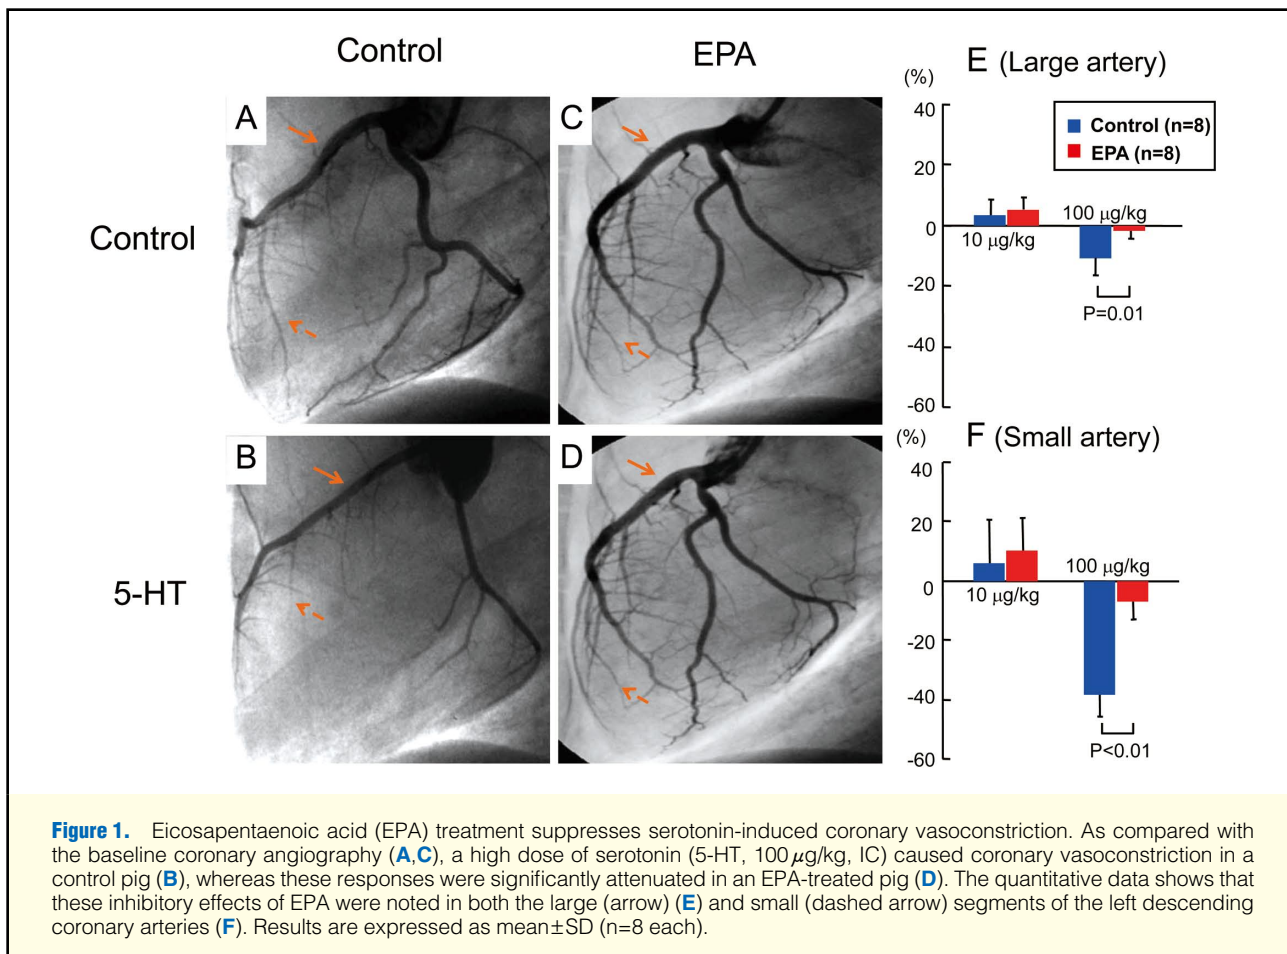 Control
EPA
A
C
Control
B
D
5-HT
E (Large artery)
(%)
40
20
0
-20
-40
-60
Control (n=8)
EPA (n=8)
10 μg/kg
100 μg/kg
P=0.01
F (Small artery)
(%)
40
20
0
-20
-40
-60
10 μg/kg
100 μg/kg
P<0.01
Figure 1. Eicosapentaenoic acid (EPA) treatment suppresses serotonin-induced coronary vasoconstriction. As compared with
the baseline coronary angiography (A,C), a high dose of serotonin (5-HT, 100 μg/kg, IC) caused coronary vasoconstriction in a
control pig (B), whereas these responses were significantly attenuated in an EPA-treated pig (D). The quantitative data shows that
these inhibitory effects of EPA were noted in both the large (arrow) (E) and small (dashed arrow) segments of the left descending
coronary arteries (F). Results are expressed as mean±SD (n=8 each).